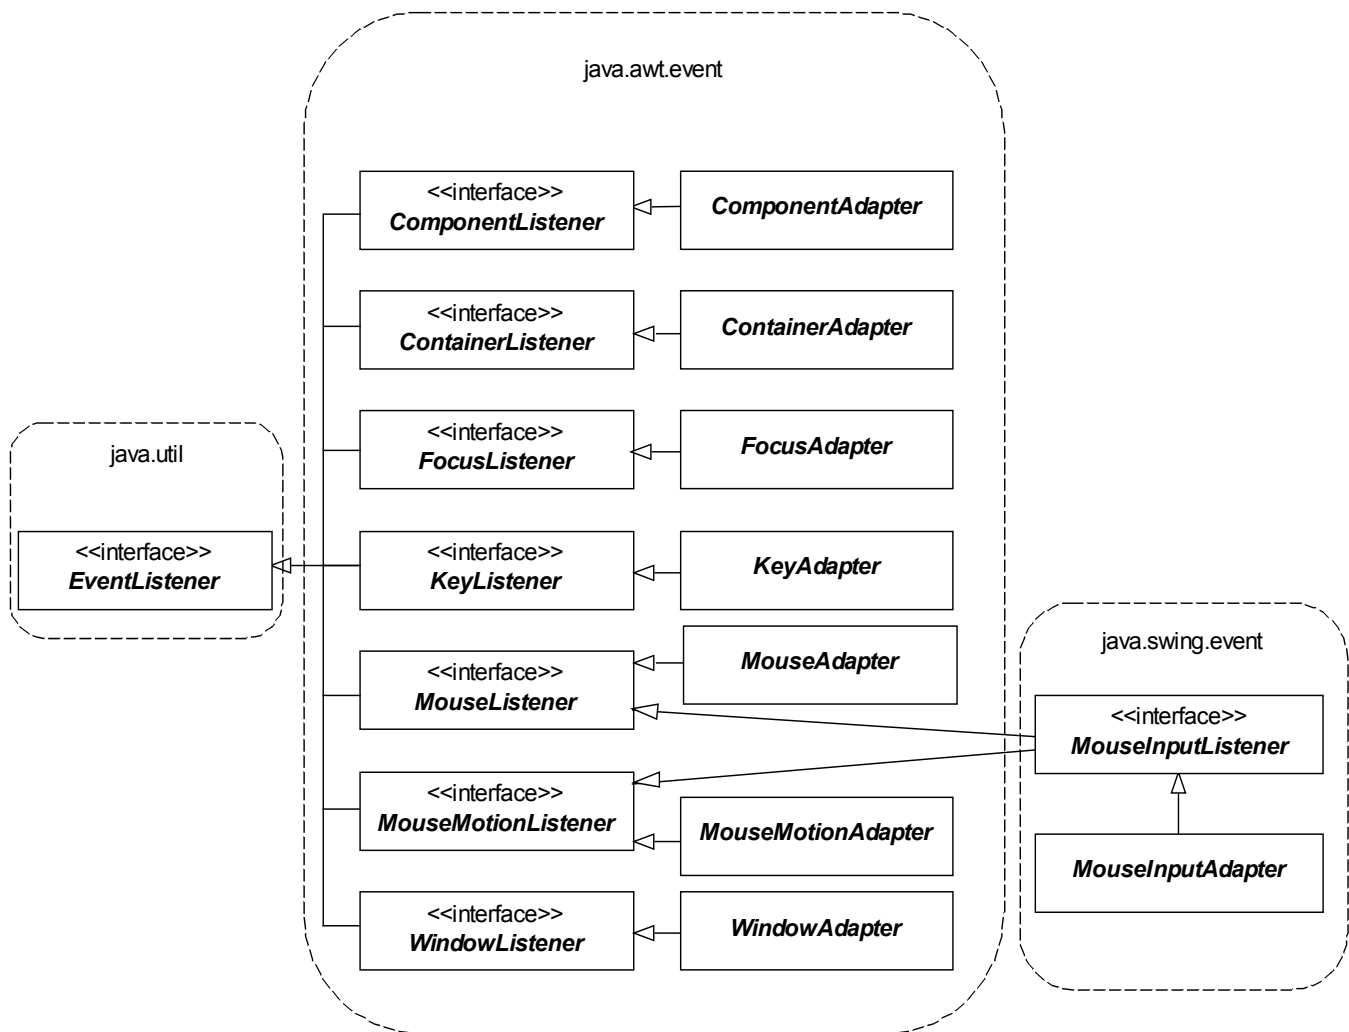 java.awt.event
<<interface>>
ComponentListener
ComponentAdapter
<<interface>>
ContainerListener
ContainerAdapter
<<interface>>
FocusListener
FocusAdapter
java.util
<<interface>>
EventListener
<<interface>>
KeyListener
KeyAdapter
<<interface>>
MouseListener
MouseAdapter
java.swing.event
<<interface>>
MouseInputListener
<<interface>>
MouseMotionListener
MouseMotionAdapter
MouseInputAdapter
<<interface>>
WindowListener
WindowAdapter